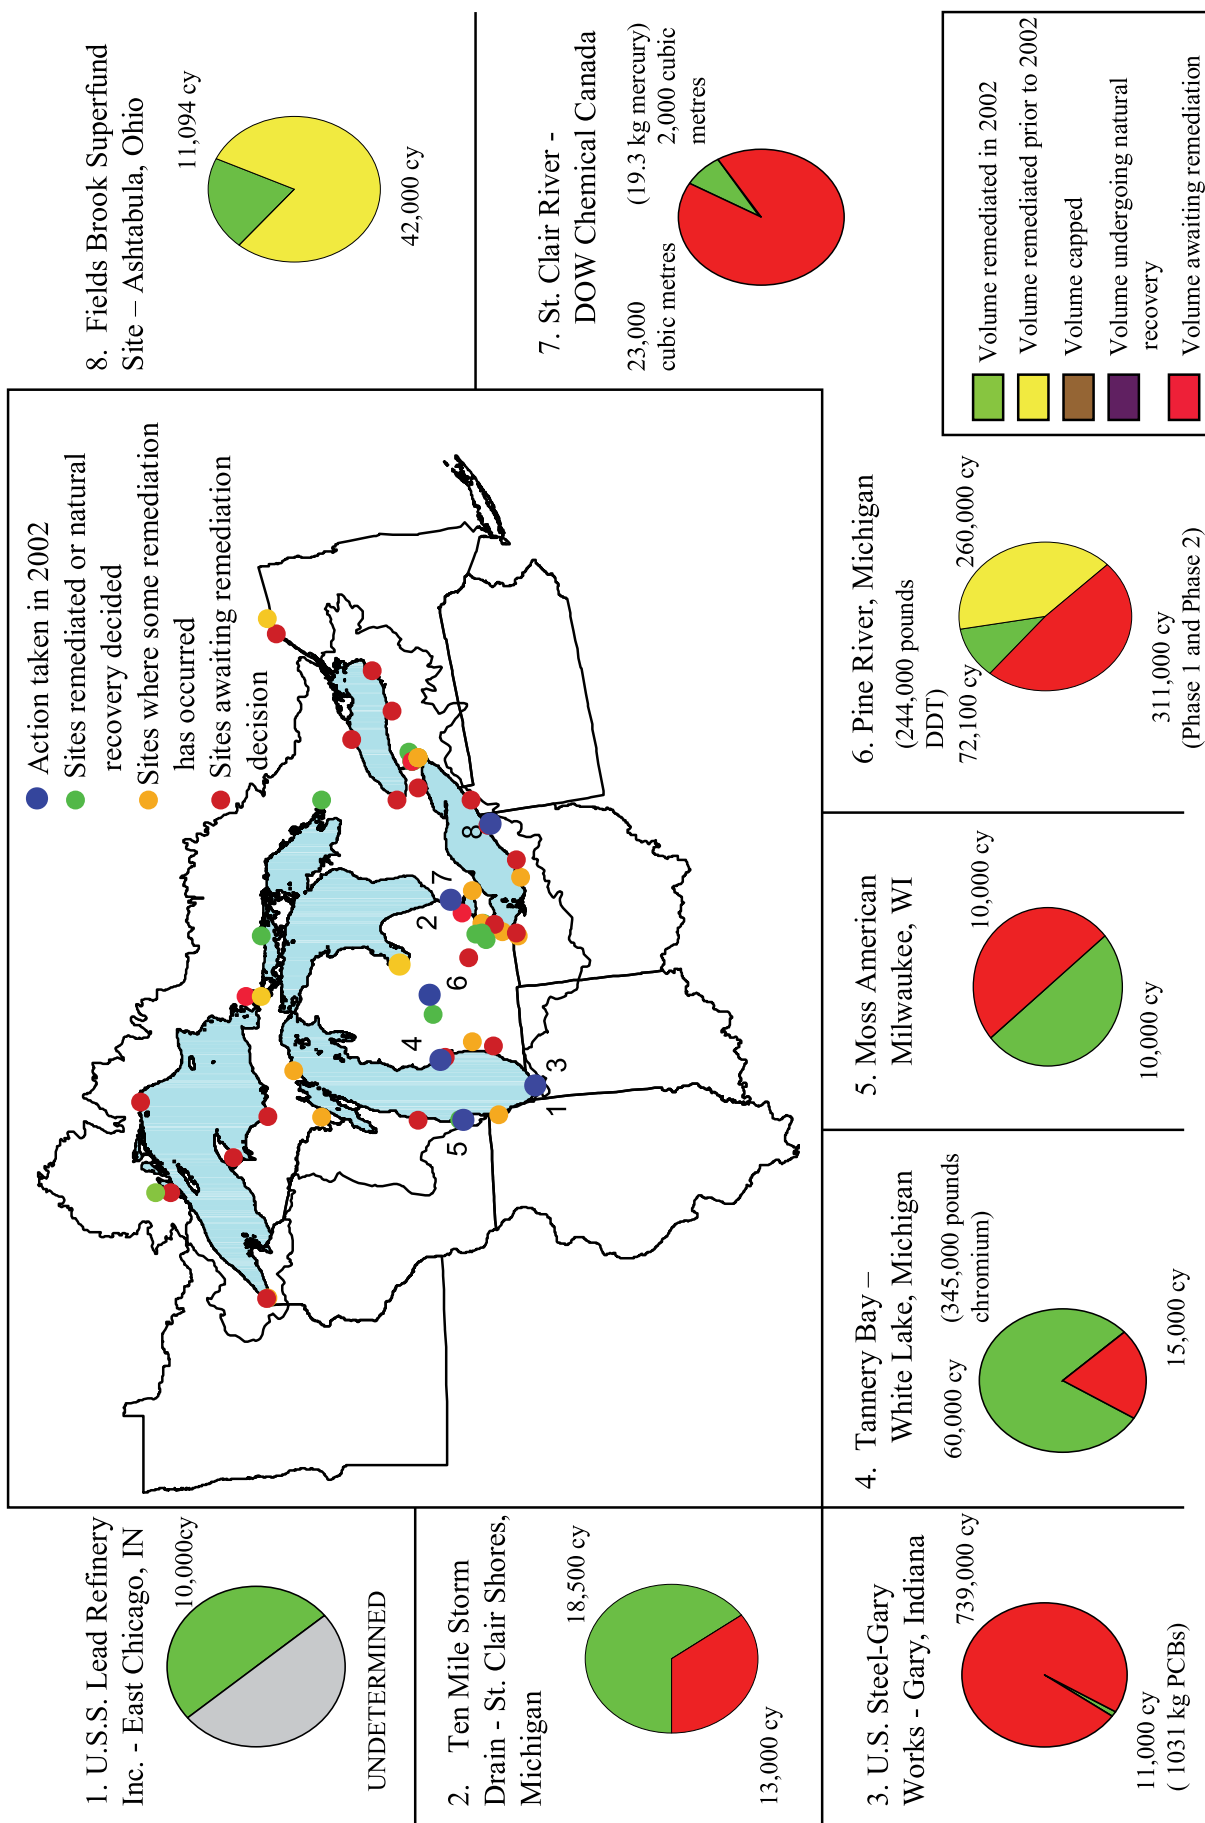 1. U.S.S. Lead Refinery
Inc. - East Chicago, IN
10,000cy
UNDETERMINED
2. Ten Mile Storm
Drain - St. Clair Shores,
Michigan
18,500 cy
13,000 cy
3. U.S. Steel-Gary
Works - Gary, Indiana
739,000 cy
11,000 cy
( 1031 kg PCBs)
Action taken in 2002
Sites remediated or natural
recovery decided
Sites where some remediation
has occurred
Sites awaiting remediation
decision
1
2
3
4
5
6
7
8
4. Tannery Bay –
White Lake, Michigan
60,000 cy
(345,000 pounds
chromium)
15,000 cy
5. Moss American
Milwaukee, WI
10,000 cy
10,000 cy
6. Pine River, Michigan
(244,000 pounds
DDT)
72,100 cy
260,000 cy
311,000 cy
(Phase 1 and Phase 2)
8. Fields Brook Superfund
Site – Ashtabula, Ohio
11,094 cy
42,000 cy
7. St. Clair River -
DOW Chemical Canada
23,000
cubic metres
(19.3 kg mercury)
2,000 cubic
metres
Volume remediated in 2002
Volume remediated prior to 2002
Volume capped
Volume undergoing natural
recovery
Volume awaiting remediation